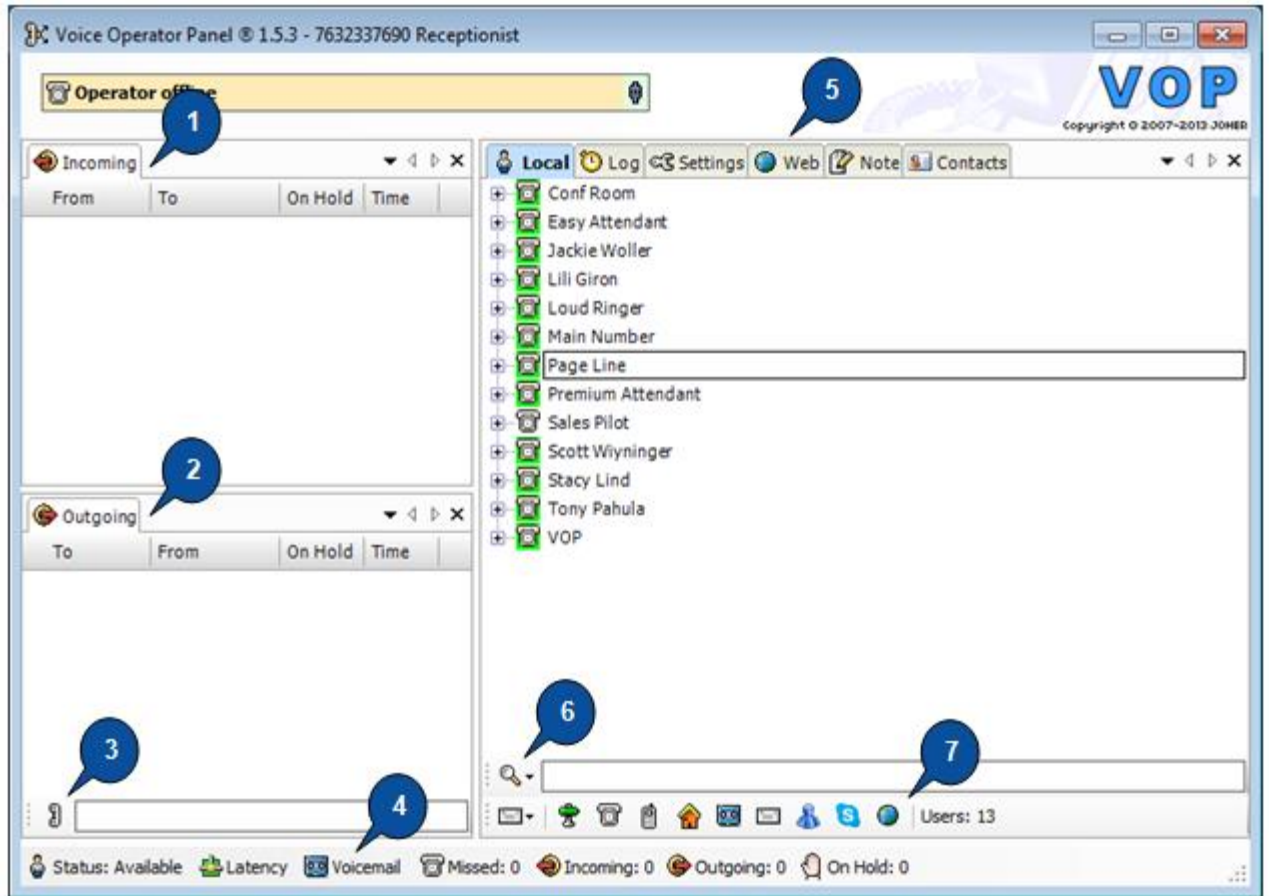 Voice Operator Panel ® 1.5.3 - 7632337690 Receptionist
Operator offline
VOP
Copyright © 2007-2013 JOHER
1
5
Incoming
From To On Hold Time
Local Log Settings Web Note Contacts
Conf Room
Easy Attendant
Jackie Woller
Lili Giron
Loud Ringer
Main Number
Page Line
Premium Attendant
Sales Pilot
Scott Wiyninger
Stacy Lind
Tony Pahula
VOP
2
Outgoing
To From On Hold Time
3
4
6
7
Users: 13
Status: Available Latency Voicemail Missed: 0 Incoming: 0 Outgoing: 0 On Hold: 0